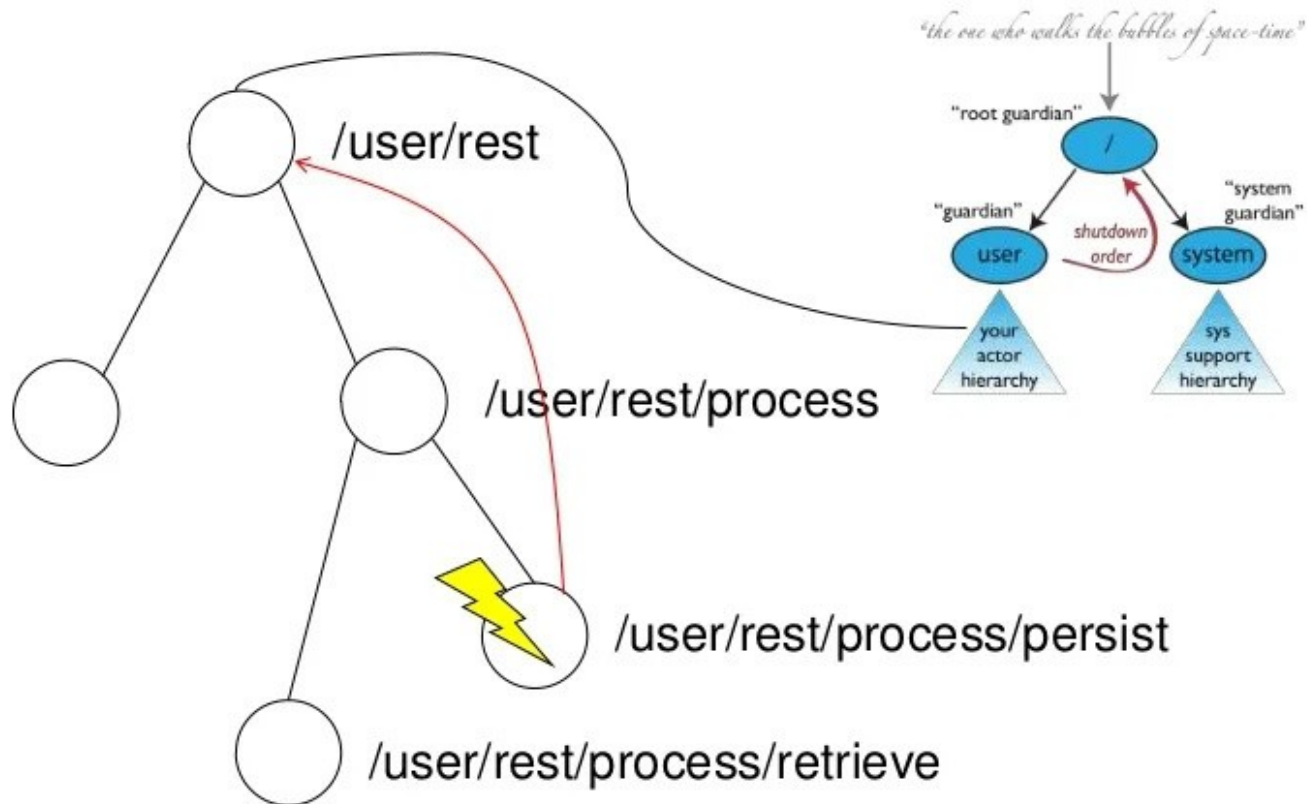 "the one who walks the bubbles of space-time"
"root guardian"
/
/user/rest
"system
guardian"
"guardian"
shutdown
order
user
system
your
actor
hierarchy
sys
support
hierarchy
/user/rest/process
/user/rest/process/persist
/user/rest/process/retrieve